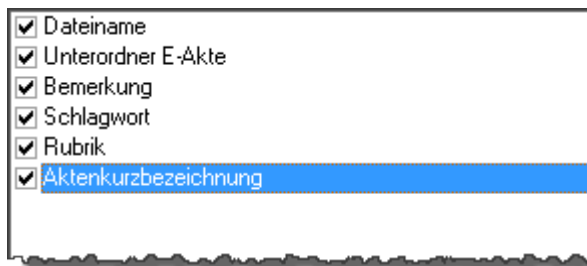 Dateiname
Unterordner E-Akte
Bemerkung
Schlagwort
Rubrik
Aktenkurzbezeichnung